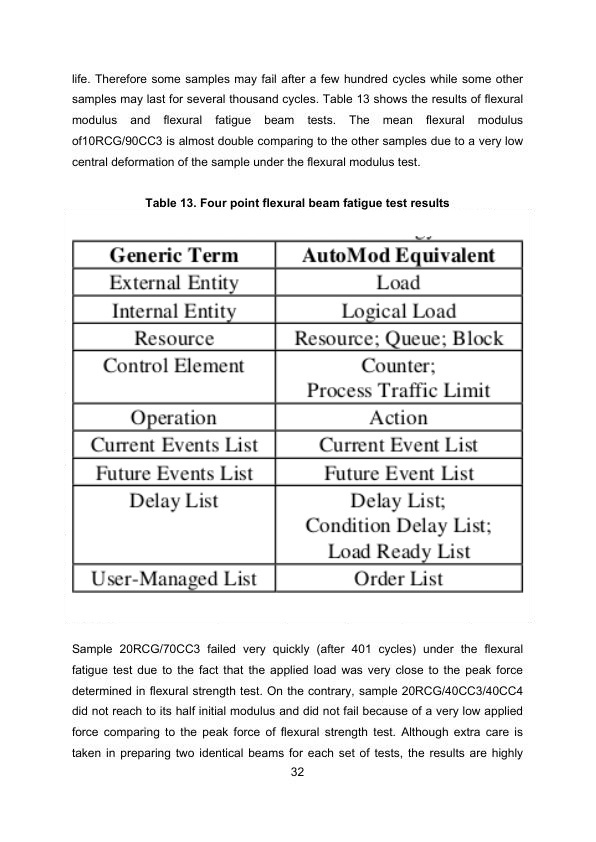 life. Therefore some samples may fail after a few hundred cycles while some other
samples may last for several thousand cycles. Table 13 shows the results of flexural
modulus and flexural fatigue beam tests. The mean flexural modulus
of10RCG/90CC3 is almost double comparing to the other samples due to a very low
central deformation of the sample under the flexural modulus test.
Table 13. Four point flexural beam fatigue test results
Generic Term AutoMod Equivalent
External Entity Load
Internal Entity Logical Load
Resource Resource; Queue; Block
Control Element Counter;
Process Traffic Limit
Operation Action
Current Events List Current Event List
Future Events List Future Event List
Delay List Delay List;
Condition Delay List;
Load Ready List
User-Managed List Order List
Sample 20RCG/70CC3 failed very quickly (after 401 cycles) under the flexural
fatigue test due to the fact that the applied load was very close to the peak force
determined in flexural strength test. On the contrary, sample 20RCG/40CC3/40CC4
did not reach to its half initial modulus and did not fail because of a very low applied
force comparing to the peak force of flexural strength test. Although extra care is
taken in preparing two identical beams for each set of tests, the results are highly
32